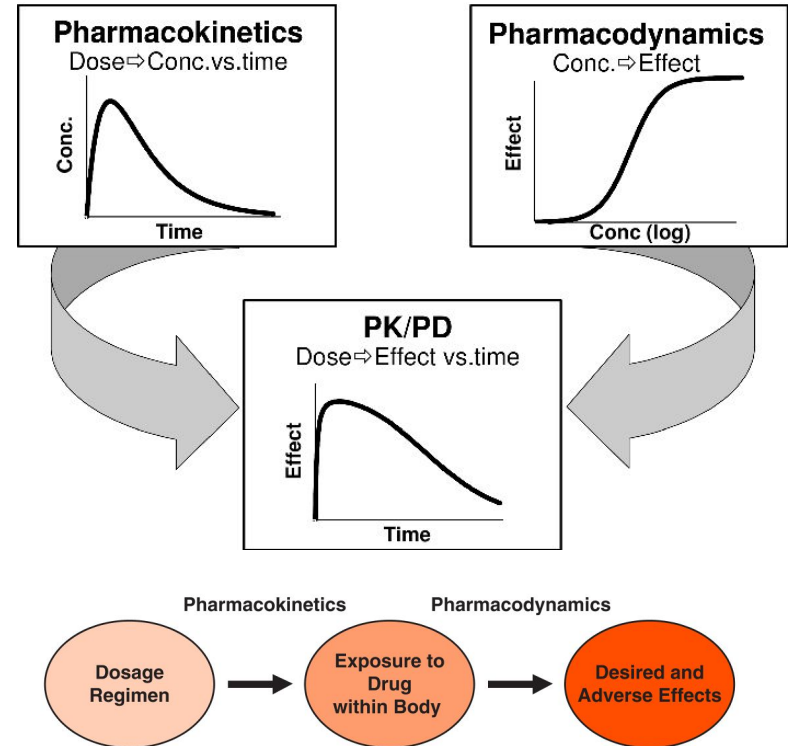 Pharmacokinetics
Dose⇨Conc.vs.time
Conc.
Time
Pharmacodynamics
Conc.⇨Effect
Effect
Conc (log)
PK/PD
Dose⇨Effect vs.time
Effect
Time
Pharmacokinetics
Pharmacodynamics
Dosage
Regimen
Exposure to
Drug
within Body
Desired and
Adverse Effects